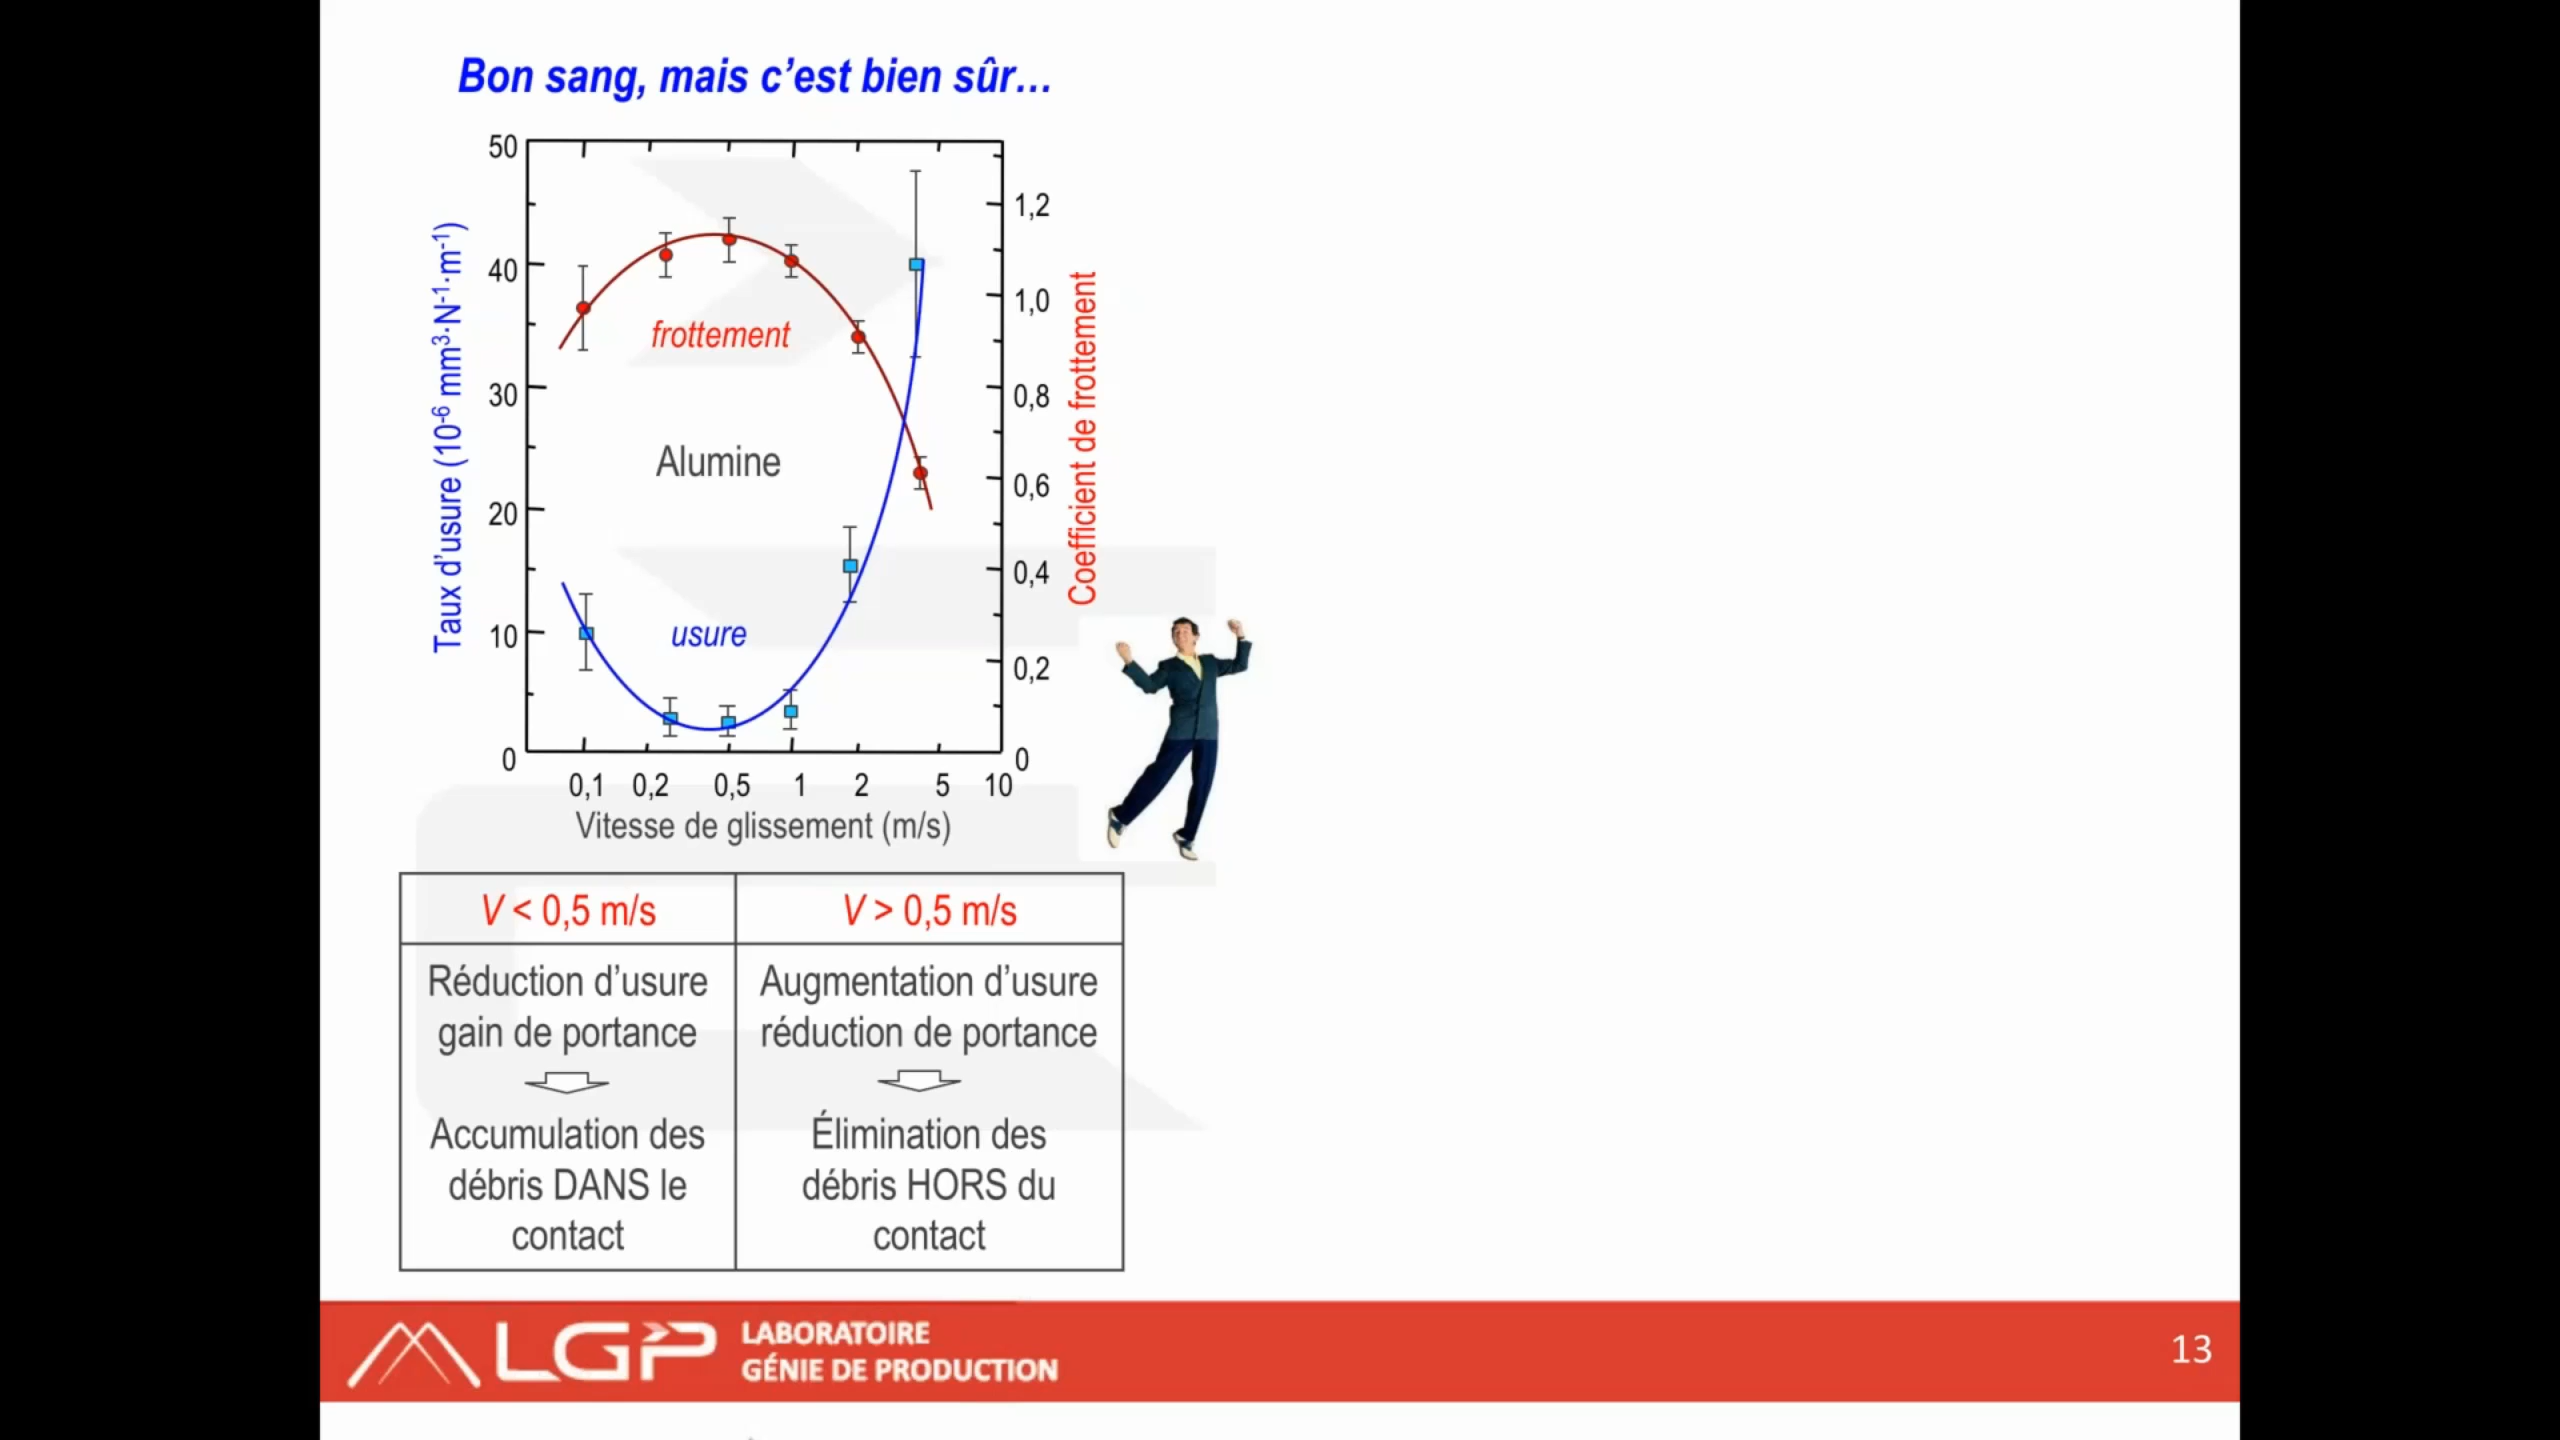 Bon sang, mais c’est bien sûr…
50
40
30
20
10
0
Taux d’usure (10⁻⁶ mm³·N⁻¹·m⁻¹)
1,2
1,0
0,8
0,6
0,4
0,2
0
Coefficient de frottement
frottement
Alumine
usure
0,1 0,2 0,5 1 2 5 10
Vitesse de glissement (m/s)
V < 0,5 m/s
Réduction d’usure
gain de portance
Accumulation des
débris DANS le
contact
V > 0,5 m/s
Augmentation d’usure
réduction de portance
Élimination des
débris HORS du
contact
LGP
LABORATOIRE
GÉNIE DE PRODUCTION
13